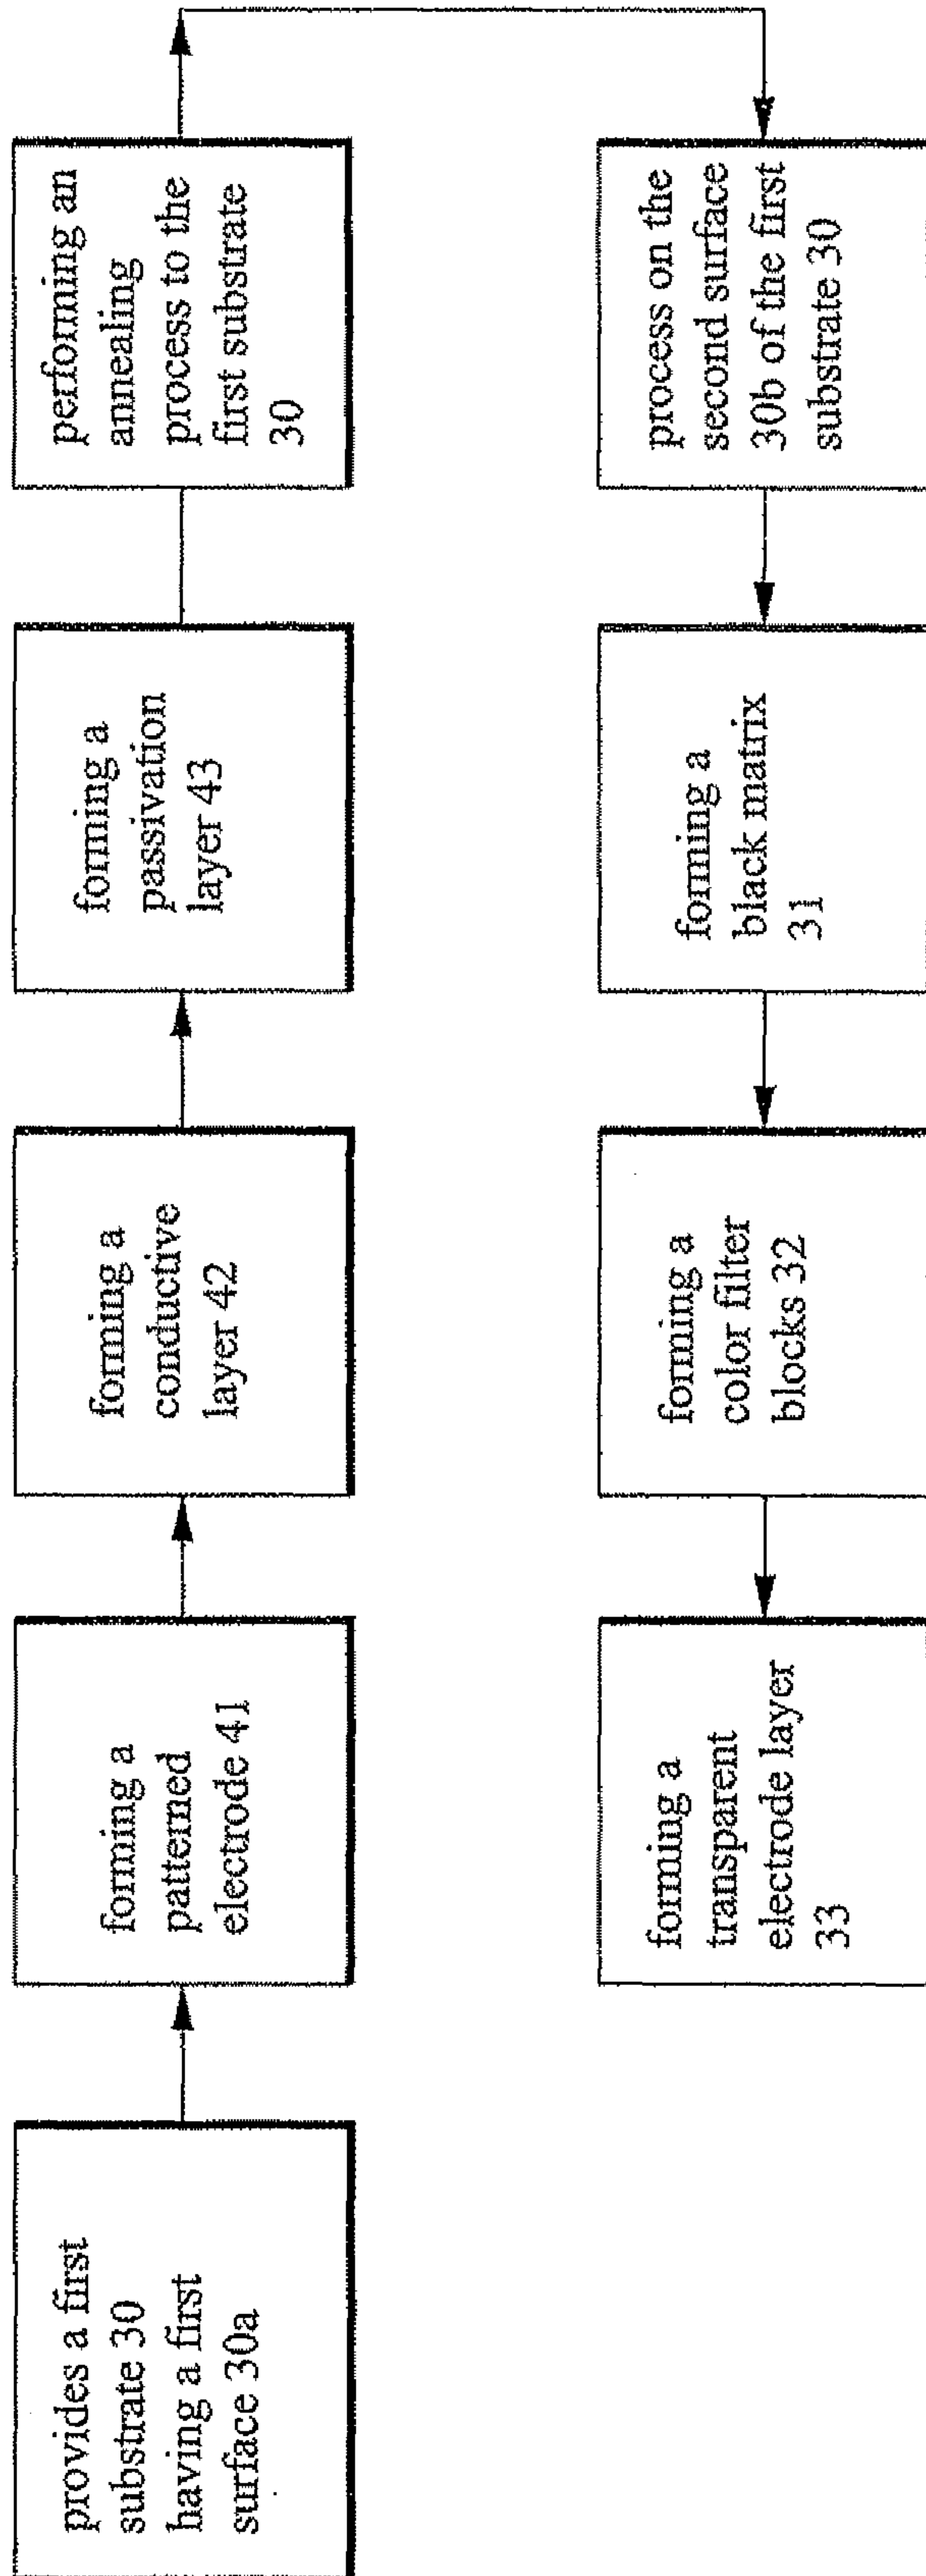 provides a first
substrate 30
having a first
surface 30a
forming a
patterned
electrode 41
forming a
conductive
layer 42
forming a
passivation
layer 43
performing an
annealing
process to the
first substrate
30
process on the
second surface
30b of the first
substrate 30
forming a
black matrix
31
forming a
color filter
blocks 32
forming a
transparent
electrode layer
33